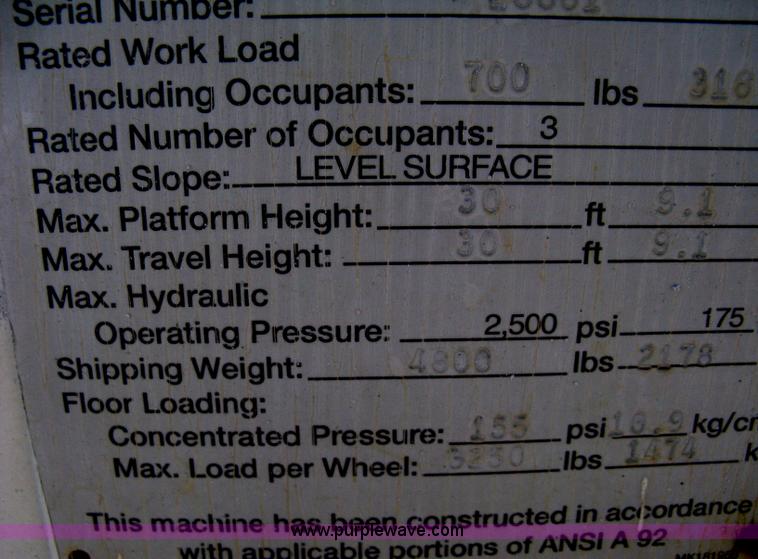 Serial Number:
Rated Work Load
Including Occupants: 700 lbs 318
Rated Number of Occupants: 3
Rated Slope: LEVEL SURFACE
Max. Platform Height: 30 ft 9.1
Max. Travel Height: 30 ft 9.1
Max. Hydraulic
Operating Pressure: 2,500 psi 175
Shipping Weight: 4800 lbs 2178
Floor Loading:
Concentrated Pressure: 155 psi 10.9 kg/cm
Max. Load per Wheel: 3250 lbs 1474 k
This machine has been constructed in accordance
www.purplewave.com
with applicable portions of ANSI A 92